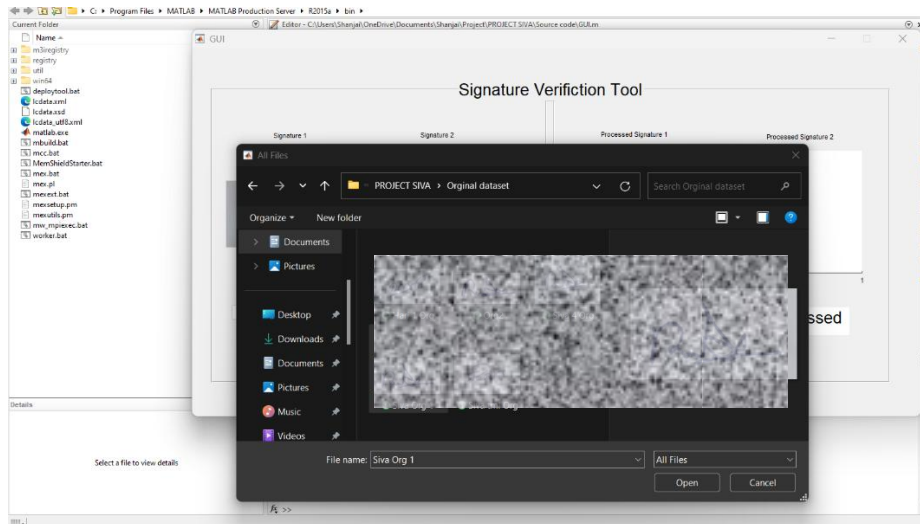 C: ▸ Program Files ▸ MATLAB ▸ MATLAB Production Server ▸ R2015a ▸ bin ▸
Current Folder
Editor - C:\Users\Shanjai\OneDrive\Documents\Shanjai\Project\PROJECT SIVA\Source code\GUI.m
Name
m3iregistry
registry
util
win64
deploytool.bat
lcdata.xml
lcdata.xsd
lcdata_utf8.xml
matlab.exe
mbuild.bat
mcc.bat
MemShieldStarter.bat
mex.bat
mex.pl
mexext.bat
mexsetup.pm
mexutils.pm
mw_mpiexec.bat
worker.bat
Details
Select a file to view details
GUI
Signature Verifiction Tool
Signature 1
Signature 2
Processed Signature 1
Processed Signature 2
1
ssed
All Files
PROJECT SIVA > Orginal dataset
Search Orginal dataset
Organize
New folder
Documents
Pictures
Desktop
Downloads
Documents
Pictures
Music
Videos
File name: Siva Org 1
All Files
Open
Cancel
fx >>